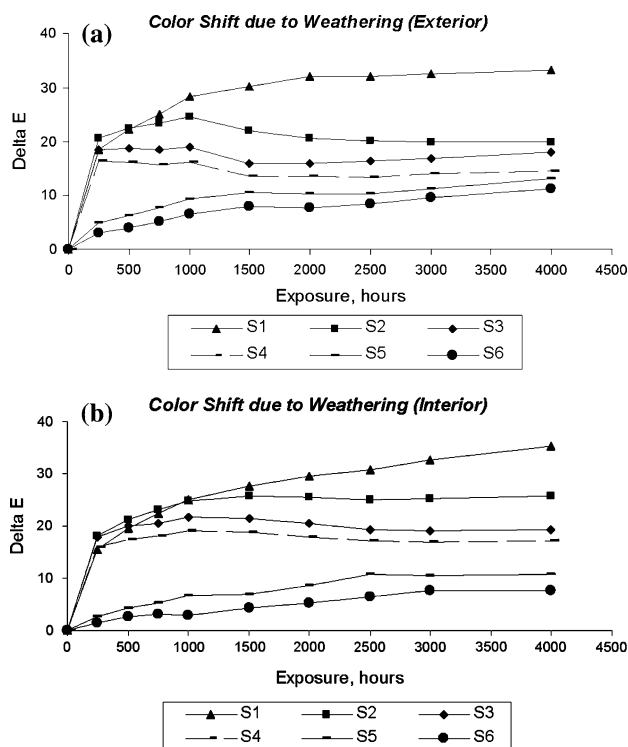 (a) Color Shift due to Weathering (Exterior)
40
30
20
10
0
Delta E
0 500 1000 1500 2000 2500 3000 3500 4000 4500
Exposure, hours
S1 S2 S3
S4 S5 S6
(b) Color Shift due to Weathering (Interior)
40
30
20
10
0
Delta E
0 500 1000 1500 2000 2500 3000 3500 4000 4500
Exposure, hours
S1 S2 S3
S4 S5 S6